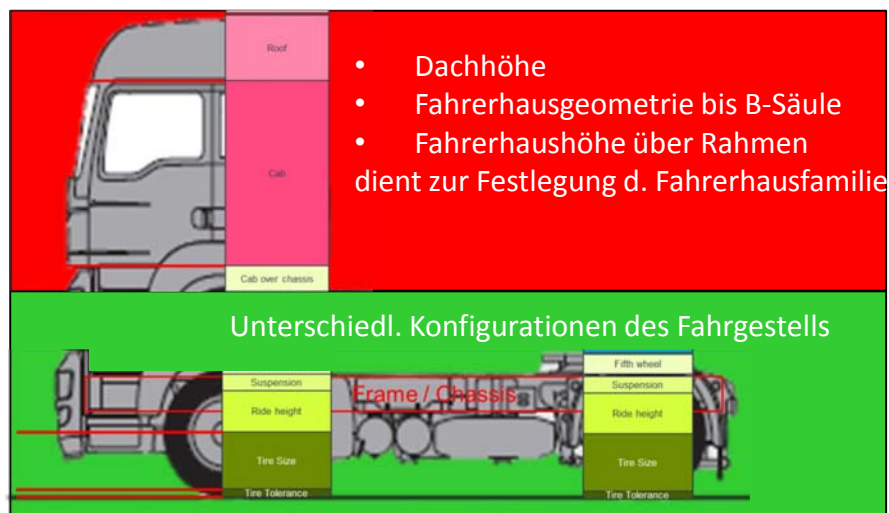 Roof
Cab
Cab over chassis
• Dachhöhe
• Fahrerhausgeometrie bis B-Säule
• Fahrerhaushöhe über Rahmen
dient zur Festlegung d. Fahrerhausfamilie
Unterschiedl. Konfigurationen des Fahrgestells
Suspension
Ride height
Tire Size
Tire Tolerance
Frame / Chassis
Fifth wheel
Suspension
Ride height
Tire Size
Tire Tolerance